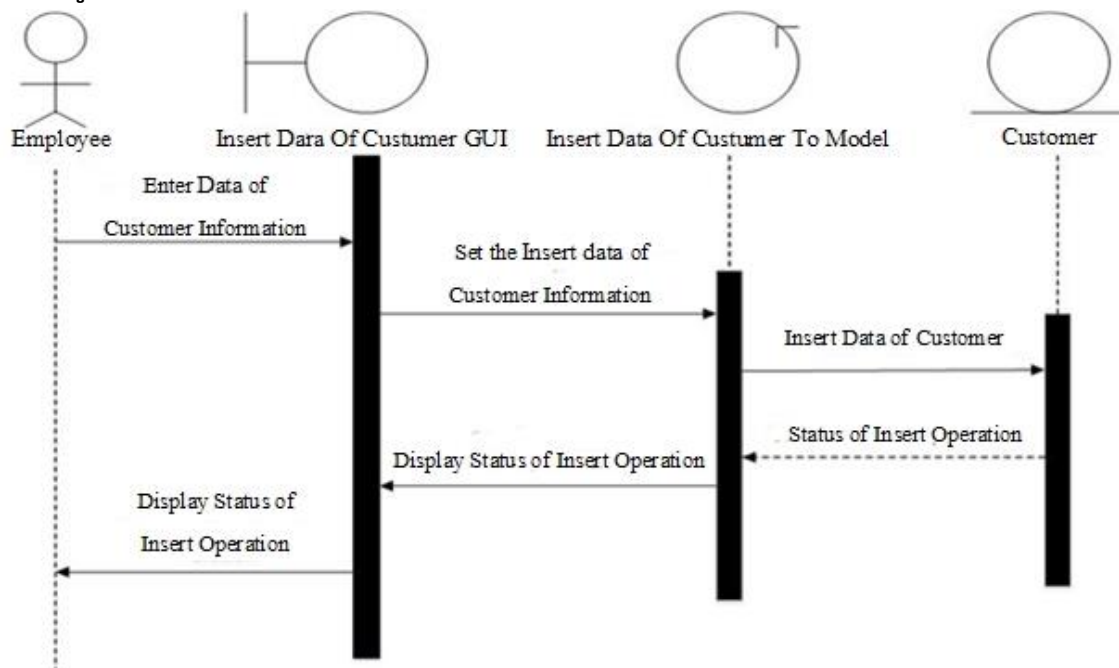 Employee
Insert Dara Of Custumer GUI
Insert Data Of Custumer To Model
Customer
Enter Data of
Customer Information
Set the Insert data of
Customer Information
Insert Data of Customer
Status of Insert Operation
Display Status of Insert Operation
Display Status of
Insert Operation